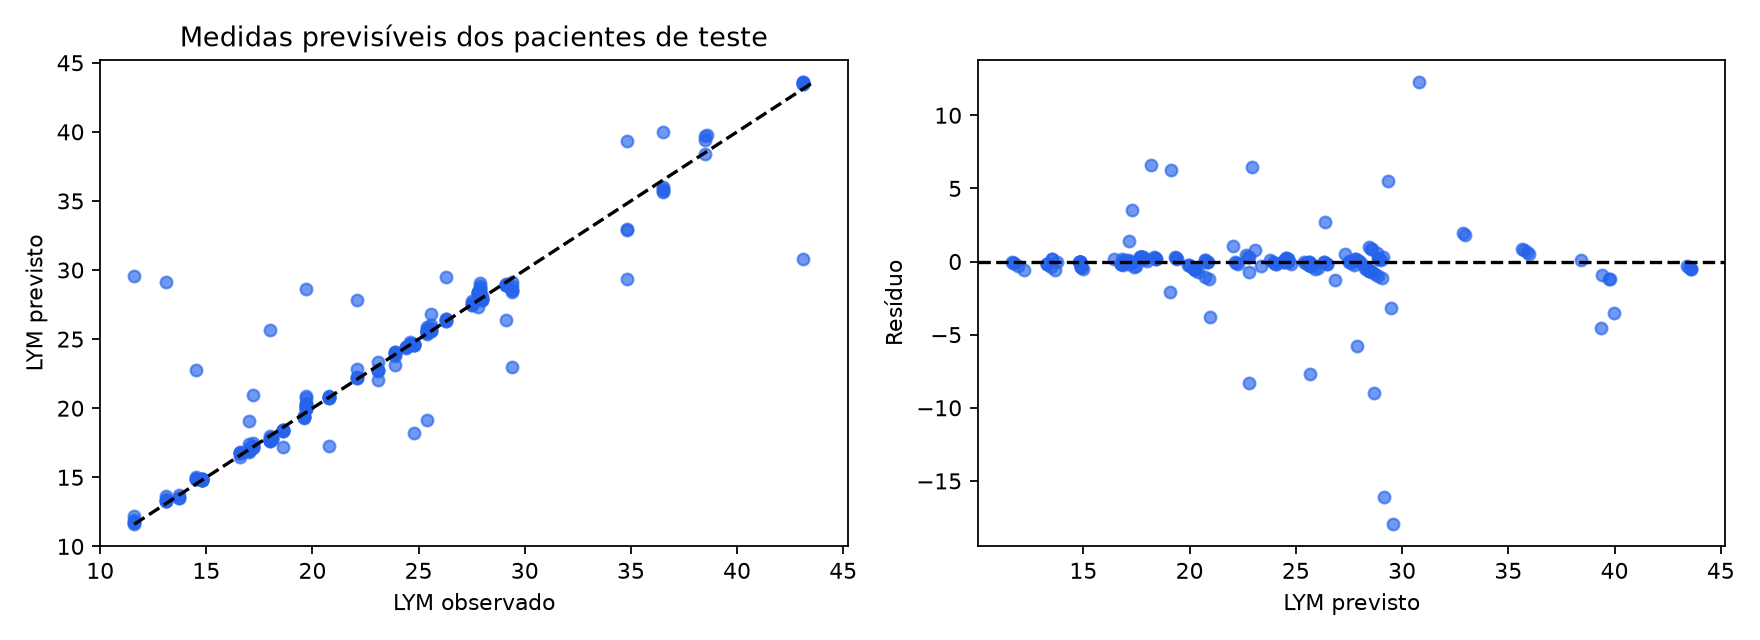 Medidas previsíveis dos pacientes de teste
LYM previsto
45
40
35
30
25
20
15
10
10 15 20 25 30 35 40 45
LYM observado
Resíduo
10
5
0
−5
−10
−15
15 20 25 30 35 40 45
LYM previsto